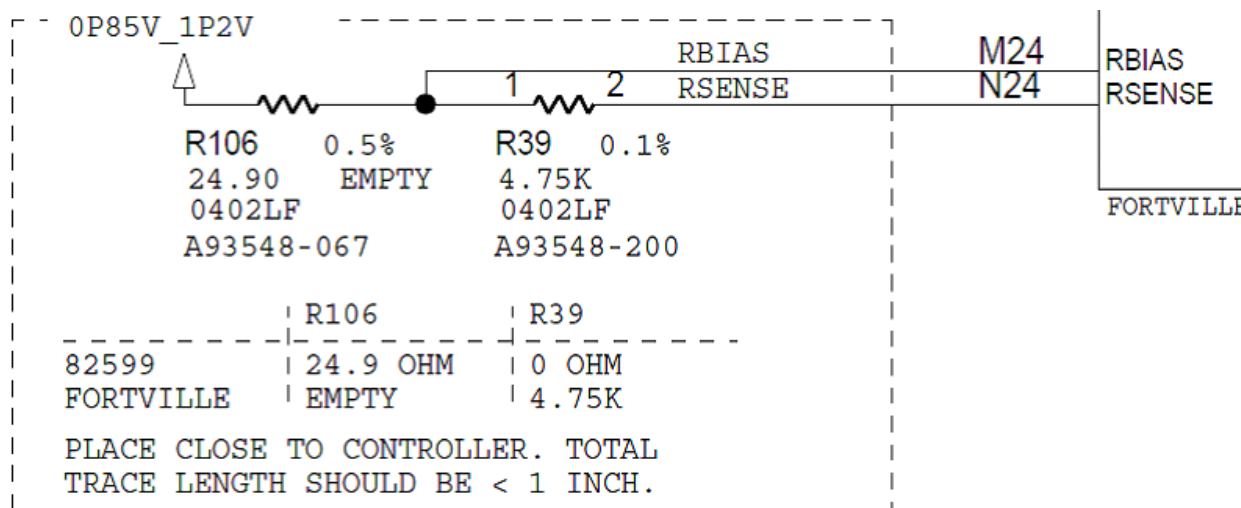 0P85V_1P2V
RBIAS M24 RBIAS
1 2 RSENSE N24 RSENSE
R106 0.5% R39 0.1%
24.90 EMPTY 4.75K
0402LF 0402LF
A93548-067 A93548-200
FORTVILLE
R106 R39
82599 24.9 OHM 0 OHM
FORTVILLE EMPTY 4.75K
PLACE CLOSE TO CONTROLLER. TOTAL
TRACE LENGTH SHOULD BE < 1 INCH.